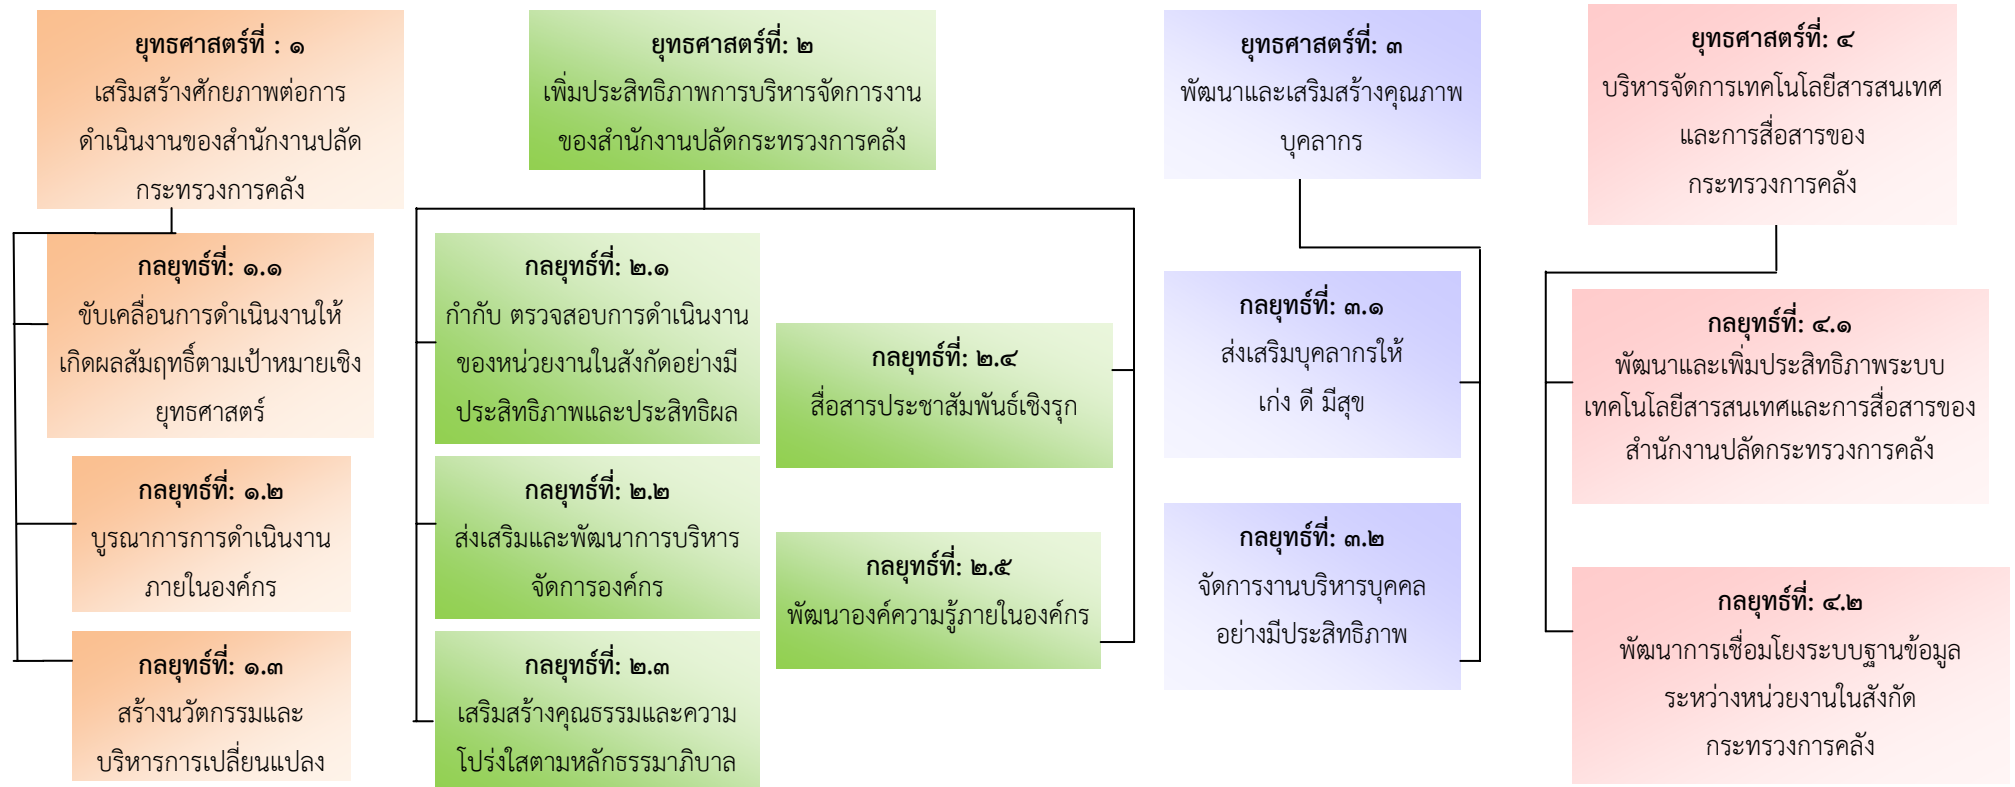 ยุทธศาสตร์ที่ : ๑
เสริมสร้างศักยภาพต่อการ
ดำเนินงานของสำนักงานปลัด
กระทรวงการคลัง
กลยุทธ์ที่: ๑.๑
ขับเคลื่อนการดำเนินงานให้
เกิดผลสัมฤทธิ์ตามเป้าหมายเชิง
ยุทธศาสตร์
กลยุทธ์ที่: ๑.๒
บูรณาการการดำเนินงาน
ภายในองค์กร
กลยุทธ์ที่: ๑.๓
สร้างนวัตกรรมและ
บริหารการเปลี่ยนแปลง
ยุทธศาสตร์ที่: ๒
เพิ่มประสิทธิภาพการบริหารจัดการงาน
ของสำนักงานปลัดกระทรวงการคลัง
กลยุทธ์ที่: ๒.๑
กำกับ ตรวจสอบการดำเนินงาน
ของหน่วยงานในสังกัดอย่างมี
ประสิทธิภาพและประสิทธิผล
กลยุทธ์ที่: ๒.๒
ส่งเสริมและพัฒนาการบริหาร
จัดการองค์กร
กลยุทธ์ที่: ๒.๓
เสริมสร้างคุณธรรมและความ
โปร่งใสตามหลักธรรมาภิบาล
กลยุทธ์ที่: ๒.๔
สื่อสารประชาสัมพันธ์เชิงรุก
กลยุทธ์ที่: ๒.๕
พัฒนาองค์ความรู้ภายในองค์กร
ยุทธศาสตร์ที่: ๓
พัฒนาและเสริมสร้างคุณภาพ
บุคลากร
กลยุทธ์ที่: ๓.๑
ส่งเสริมบุคลากรให้
เก่ง ดี มีสุข
กลยุทธ์ที่: ๓.๒
จัดการงานบริหารบุคคล
อย่างมีประสิทธิภาพ
ยุทธศาสตร์ที่: ๔
บริหารจัดการเทคโนโลยีสารสนเทศ
และการสื่อสารของ
กระทรวงการคลัง
กลยุทธ์ที่: ๔.๑
พัฒนาและเพิ่มประสิทธิภาพระบบ
เทคโนโลยีสารสนเทศและการสื่อสารของ
สำนักงานปลัดกระทรวงการคลัง
กลยุทธ์ที่: ๔.๒
พัฒนาการเชื่อมโยงระบบฐานข้อมูล
ระหว่างหน่วยงานในสังกัด
กระทรวงการคลัง